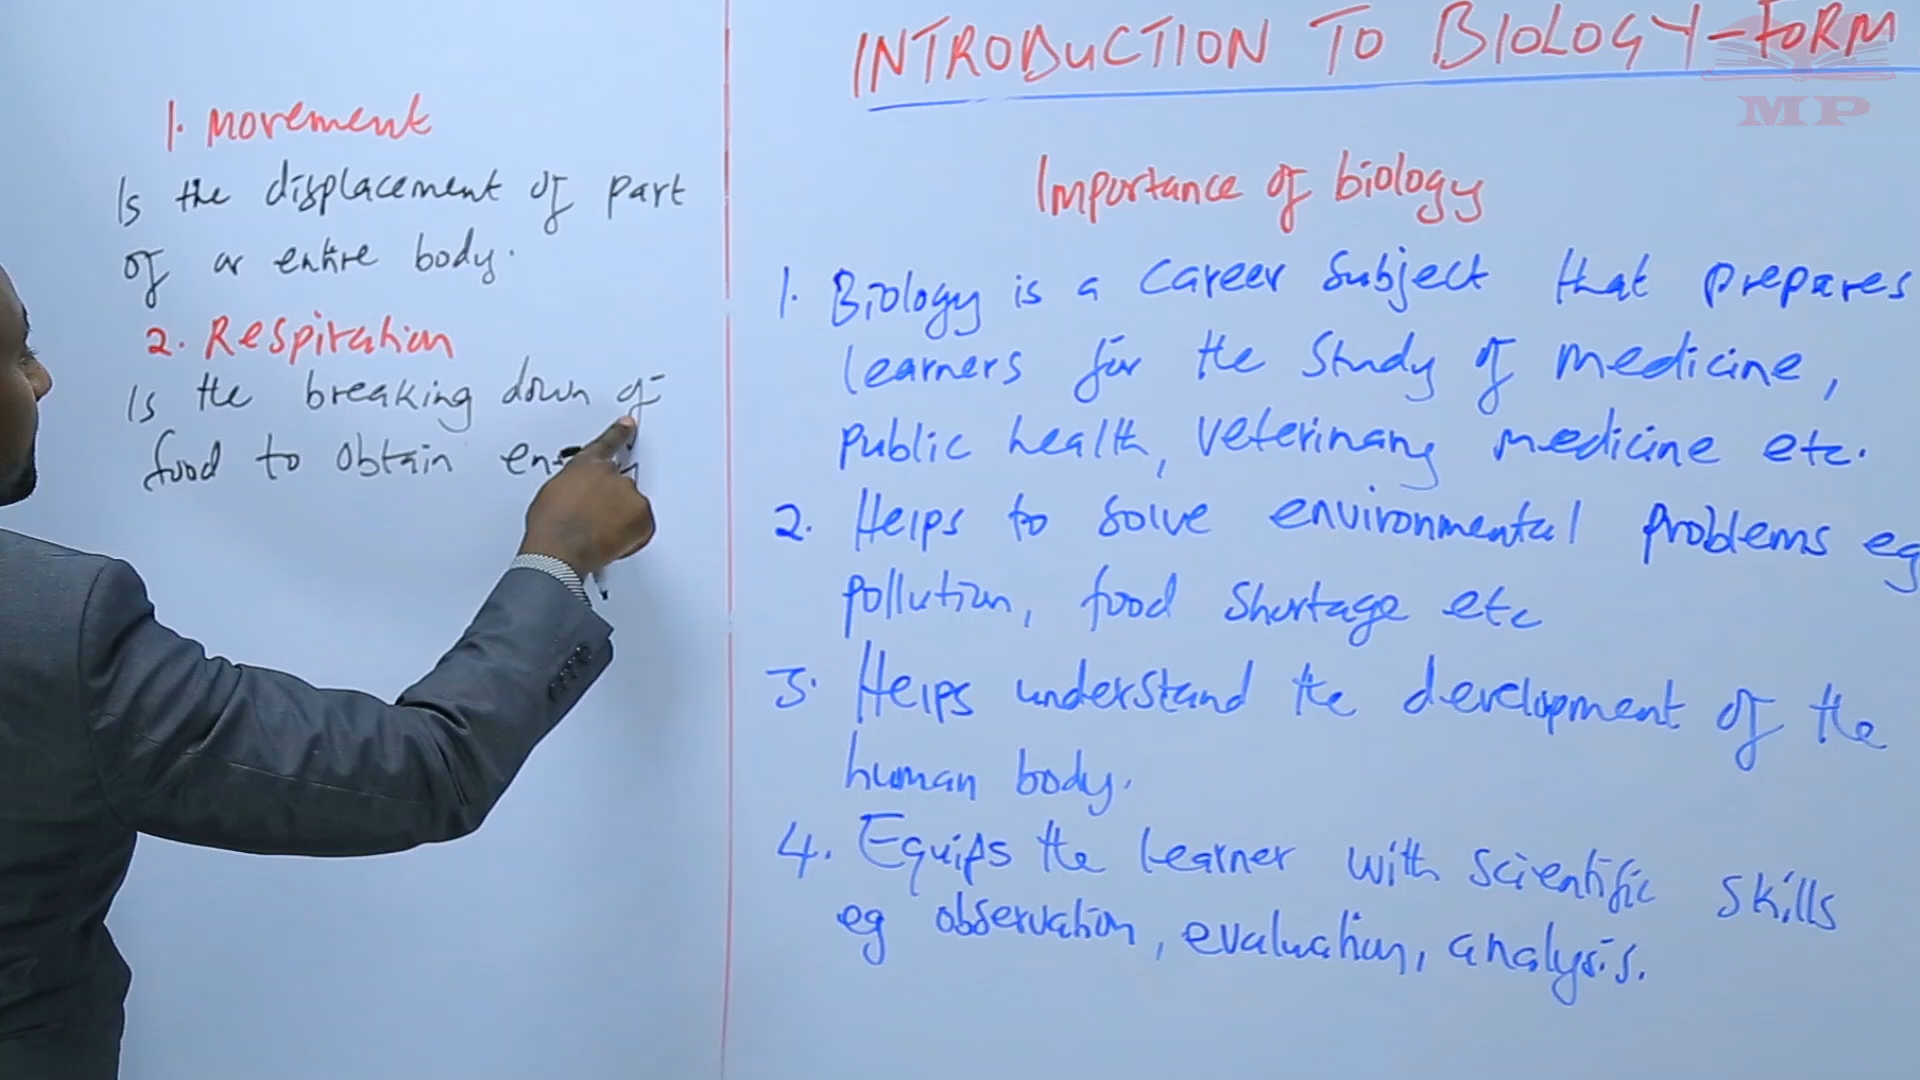 1. Movement
Is the displacement of part
of or entire body.
2. Respiration
Is the breaking down of
food to obtain
INTRODUCTION TO BIOLOGY-FORM
MP
Importance of biology
1. Biology is a career subject that prepares
learners for the study of medicine,
public health, veterinary medicine etc.
2. Helps to solve environmental problems eg
pollution, food shortage etc
3. Helps understand the development of the
human body.
4. Equips the learner with scientific skills
eg observation, evaluation, analysis.